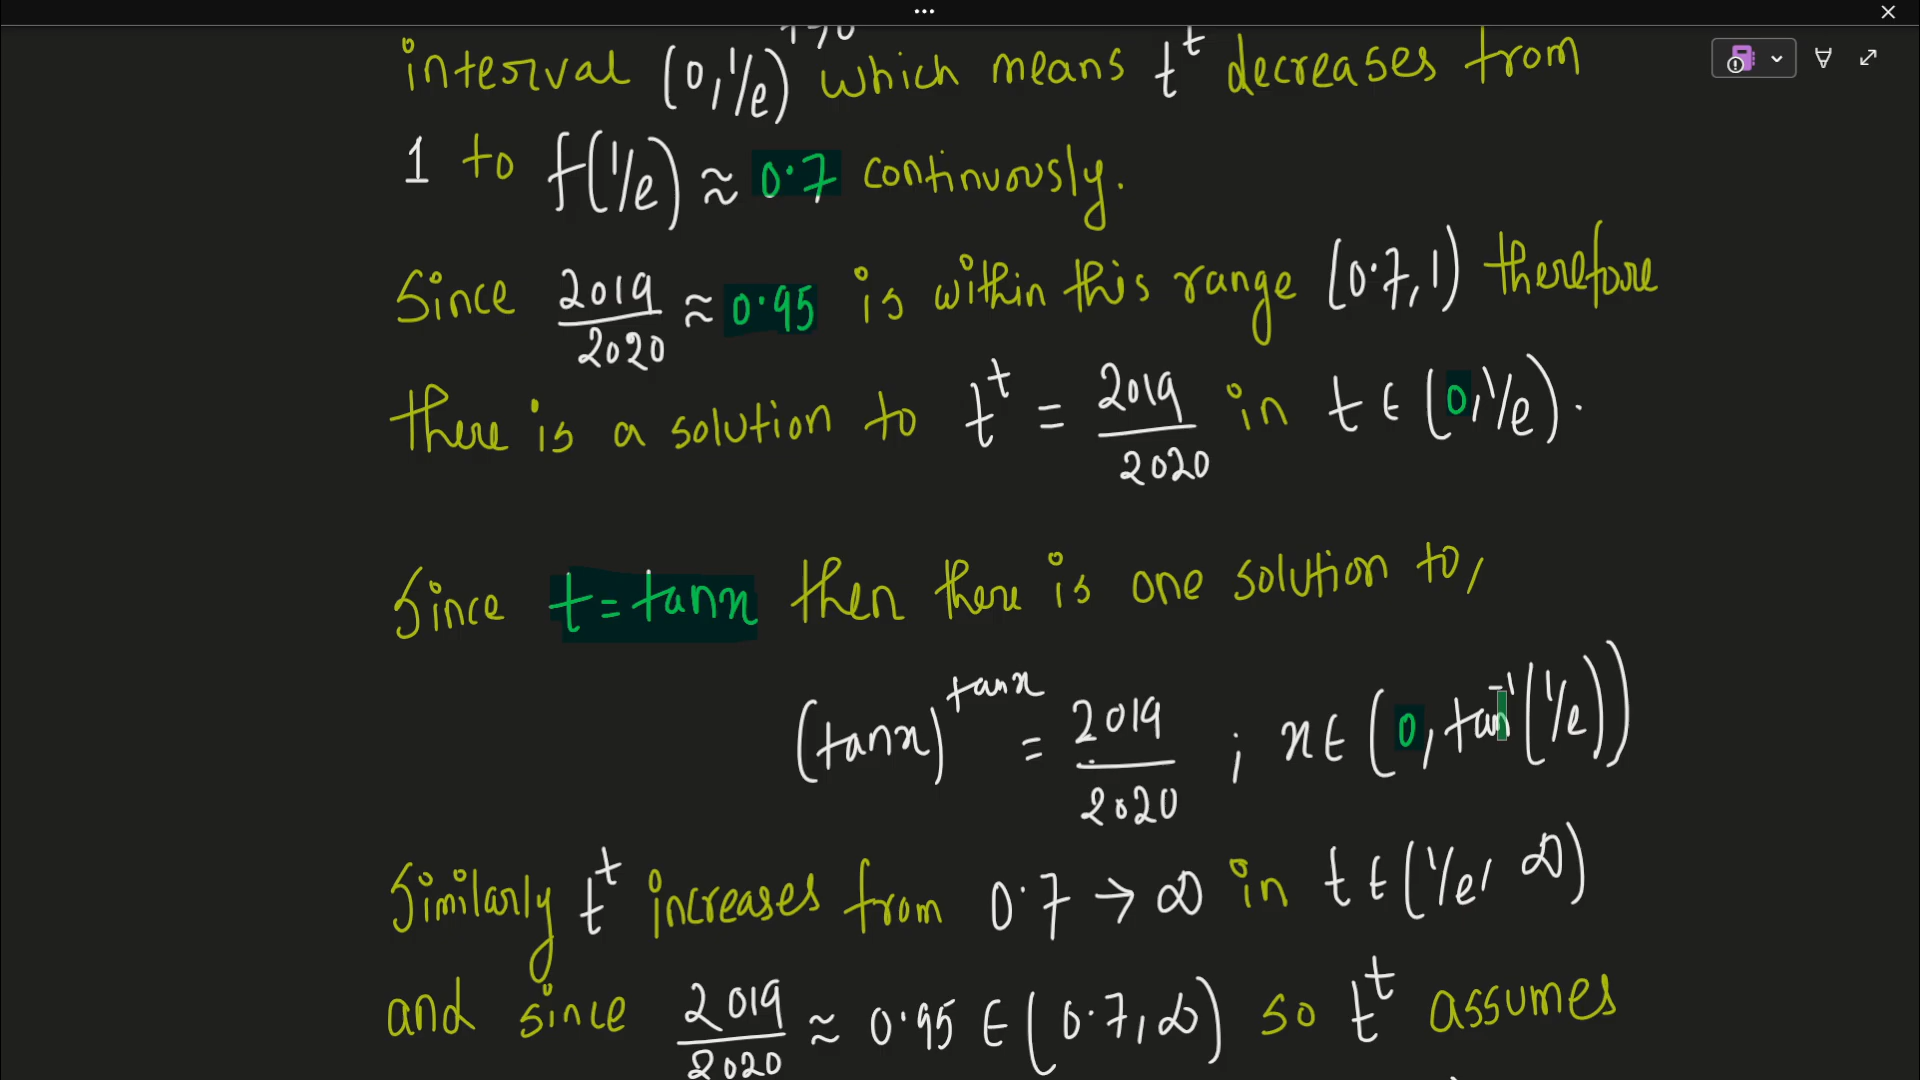 interval (0, 1/e) which means t^t decreases from
1 to f(1/e) ≈ 0.7 continuously.
Since 2019/2020 ≈ 0.95 is within this range (0.7, 1) therefore
there is a solution to t^t = 2019/2020 in t ∈ (0, 1/e).
Since t = tanx then there is one solution to,
(tanx)^tanx = 2019/2020 ; x ∈ (0, tan^-1(1/e))
Similarly t^t increases from 0.7 → ∞ in t ∈ (1/e, ∞)
and since 2019/2020 ≈ 0.95 ∈ (0.7, ∞) so t^t assumes